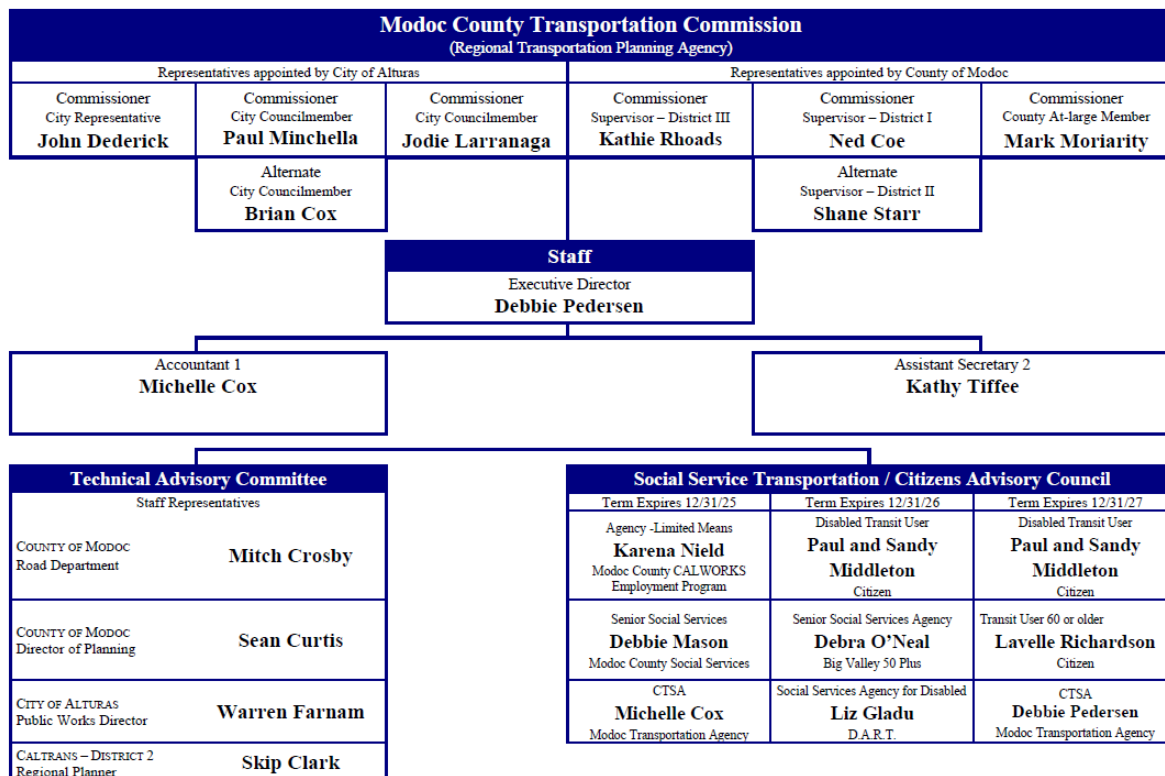 Modoc County Transportation Commission
(Regional Transportation Planning Agency)
Representatives appointed by City of Alturas
Representatives appointed by County of Modoc
Commissioner
City Representative
John Dederick
Commissioner
City Councilmember
Paul Minchella
Commissioner
City Councilmember
Jodie Larranaga
Commissioner
Supervisor – District III
Kathie Rhoads
Commissioner
Supervisor – District I
Ned Coe
Commissioner
County At-large Member
Mark Moriarity
Alternate
City Councilmember
Brian Cox
Alternate
Supervisor – District II
Shane Starr
Staff
Executive Director
Debbie Pedersen
Accountant 1
Michelle Cox
Assistant Secretary 2
Kathy Tiffee
Technical Advisory Committee
Staff Representatives
COUNTY OF MODOC
Road Department
Mitch Crosby
COUNTY OF MODOC
Director of Planning
Sean Curtis
CITY OF ALTURAS
Public Works Director
Warren Farnam
CALTRANS – DISTRICT 2
Regional Planner
Skip Clark
Social Service Transportation / Citizens Advisory Council
Term Expires 12/31/25
Term Expires 12/31/26
Term Expires 12/31/27
Agency -Limited Means
Karena Nield
Modoc County CALWORKS
Employment Program
Disabled Transit User
Paul and Sandy
Middleton
Citizen
Disabled Transit User
Paul and Sandy
Middleton
Citizen
Senior Social Services
Debbie Mason
Modoc County Social Services
Senior Social Services Agency
Debra O’Neal
Big Valley 50 Plus
Transit User 60 or older
Lavelle Richardson
Citizen
CTSA
Michelle Cox
Modoc Transportation Agency
Social Services Agency for Disabled
Liz Gladu
D.A.R.T.
CTSA
Debbie Pedersen
Modoc Transportation Agency